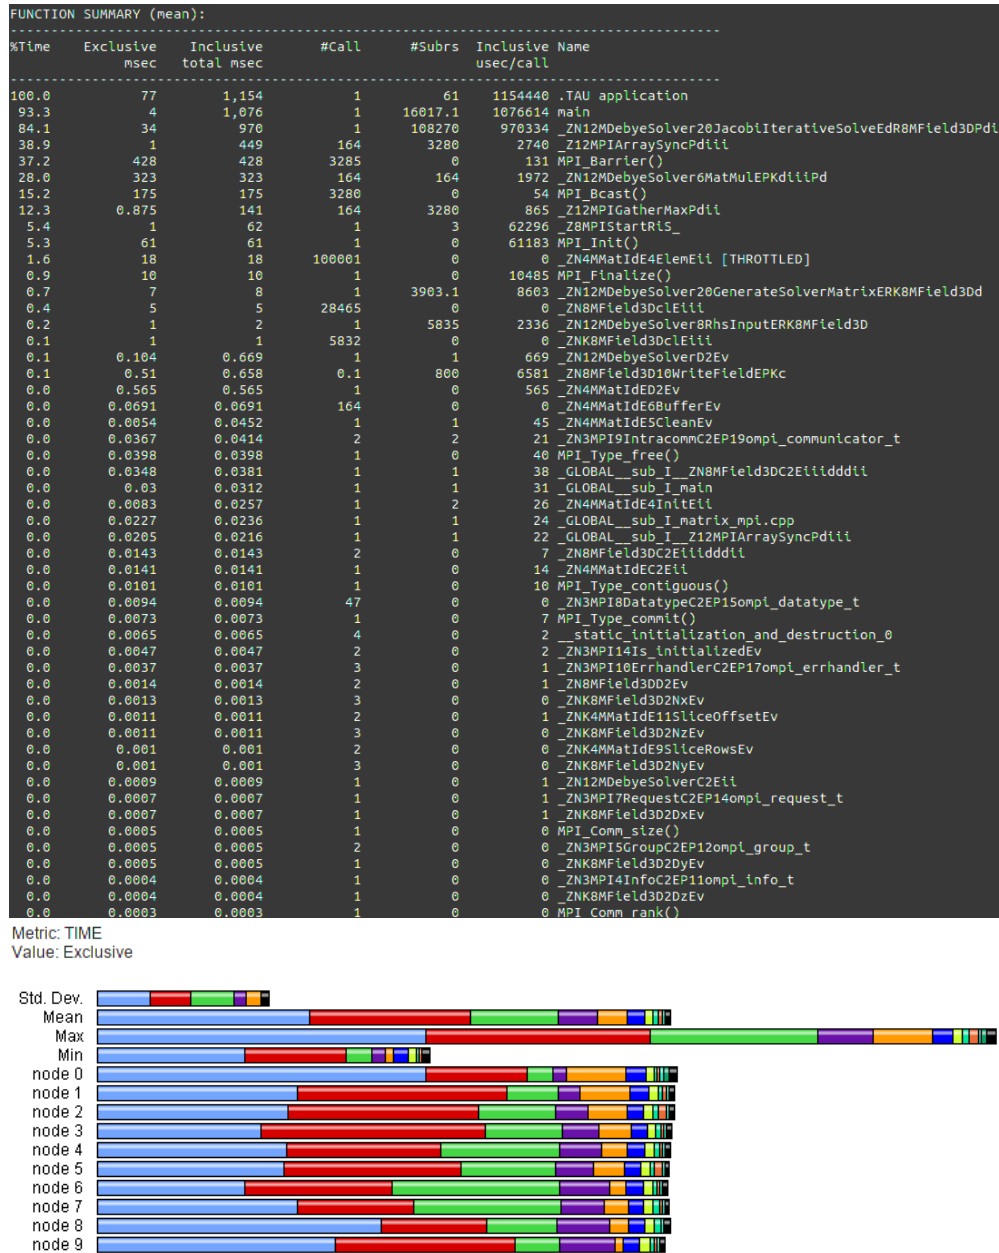 FUNCTION SUMMARY (mean):
---------------------------------------------------------------------------------------
%Time Exclusive Inclusive #Call #Subrs Inclusive Name
msec total msec usec/call
---------------------------------------------------------------------------------------
100.0 77 1,154 1 61 1154440 .TAU application
93.3 4 1,076 1 16017.1 1076614 main
84.1 34 970 1 108270 970334 _ZN12MDebyeSolver20JacobiIterativeSolveEdR8MField3DPdi
38.9 1 449 164 3280 2740 _Z12MPIArraySyncPdiii
37.2 428 428 3285 0 131 MPI_Barrier()
28.0 323 323 164 164 1972 _ZN12MDebyeSolver6MatMulEPKdiiiPd
15.2 175 175 3280 0 54 MPI_Bcast()
12.3 0.875 141 164 3280 865 _Z12MPIGatherMaxPdii
5.4 1 62 1 3 62296 _Z8MPIStartRiS_
5.3 61 61 1 0 61183 MPI_Init()
1.6 18 18 100001 0 0 _ZN4MMatIdE4ElemEii [THROTTLED]
0.9 10 10 1 0 10485 MPI_Finalize()
0.7 7 8 1 3903.1 8603 _ZN12MDebyeSolver20GenerateSolverMatrixERK8MField3Dd
0.4 5 5 28465 0 0 _ZN8MField3DclEiii
0.2 1 2 1 5835 2336 _ZN12MDebyeSolver8RhsInputERK8MField3D
0.1 1 1 5832 0 0 _ZNK8MField3DclEiii
0.1 0.104 0.669 1 1 669 _ZN12MDebyeSolverD2Ev
0.1 0.51 0.658 0.1 800 6581 _ZN8MField3D10WriteFieldEPKc
0.0 0.565 0.565 1 0 565 _ZN4MMatIdED2Ev
0.0 0.0691 0.0691 164 0 0 _ZN4MMatIdE6BufferEv
0.0 0.0054 0.0452 1 1 45 _ZN4MMatIdE5CleanEv
0.0 0.0367 0.0414 2 2 21 _ZN3MPI9IntracommC2EP19ompi_communicator_t
0.0 0.0398 0.0398 1 0 40 MPI_Type_free()
0.0 0.0348 0.0381 1 1 38 _GLOBAL__sub_I__ZN8MField3DC2Eiiidddii
0.0 0.03 0.0312 1 1 31 _GLOBAL__sub_I_main
0.0 0.0083 0.0257 1 2 26 _ZN4MMatIdE4InitEii
0.0 0.0227 0.0236 1 1 24 _GLOBAL__sub_I_matrix_mpi.cpp
0.0 0.0205 0.0216 1 1 22 _GLOBAL__sub_I__Z12MPIArraySyncPdiii
0.0 0.0143 0.0143 2 0 7 _ZN8MField3DC2Eiiidddii
0.0 0.0141 0.0141 1 0 14 _ZN4MMatIdEC2Eii
0.0 0.0101 0.0101 1 0 10 MPI_Type_contiguous()
0.0 0.0094 0.0094 47 0 0 _ZN3MPI8DatatypeC2EP15ompi_datatype_t
0.0 0.0073 0.0073 1 0 7 MPI_Type_commit()
0.0 0.0065 0.0065 4 0 2 __static_initialization_and_destruction_0
0.0 0.0047 0.0047 2 0 2 _ZN3MPI14Is_initializedEv
0.0 0.0037 0.0037 3 0 1 _ZN3MPI10ErrhandlerC2EP17ompi_errhandler_t
0.0 0.0014 0.0014 2 0 1 _ZN8MField3DD2Ev
0.0 0.0013 0.0013 3 0 0 _ZNK8MField3D2NxEv
0.0 0.0011 0.0011 2 0 1 _ZNK4MMatIdE11SliceOffsetEv
0.0 0.0011 0.0011 3 0 0 _ZNK8MField3D2NzEv
0.0 0.001 0.001 2 0 0 _ZNK4MMatIdE9SliceRowsEv
0.0 0.001 0.001 3 0 0 _ZNK8MField3D2NyEv
0.0 0.0009 0.0009 1 0 1 _ZN12MDebyeSolverC2Eii
0.0 0.0007 0.0007 1 0 1 _ZN3MPI7RequestC2EP14ompi_request_t
0.0 0.0007 0.0007 1 0 1 _ZNK8MField3D2DxEv
0.0 0.0005 0.0005 1 0 0 MPI_Comm_size()
0.0 0.0005 0.0005 2 0 0 _ZN3MPI5GroupC2EP12ompi_group_t
0.0 0.0005 0.0005 1 0 0 _ZNK8MField3D2DyEv
0.0 0.0004 0.0004 1 0 0 _ZN3MPI4InfoC2EP11ompi_info_t
0.0 0.0004 0.0004 1 0 0 _ZNK8MField3D2DzEv
0.0 0.0003 0.0003 1 0 0 MPI_Comm_rank()
Metric: TIME
Value: Exclusive
Std. Dev.
Mean
Max
Min
node 0
node 1
node 2
node 3
node 4
node 5
node 6
node 7
node 8
node 9